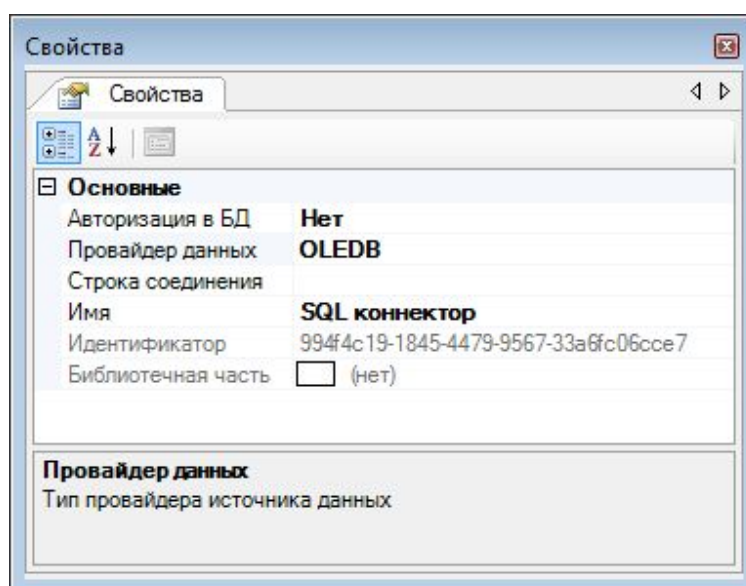 Свойства
Свойства
Основные
Авторизация в БД Нет
Провайдер данных OLEDB
Строка соединения
Имя SQL коннектор
Идентификатор 994f4c19-1845-4479-9567-33a6fc06cce7
Библиотечная часть (нет)
Провайдер данных
Тип провайдера источника данных